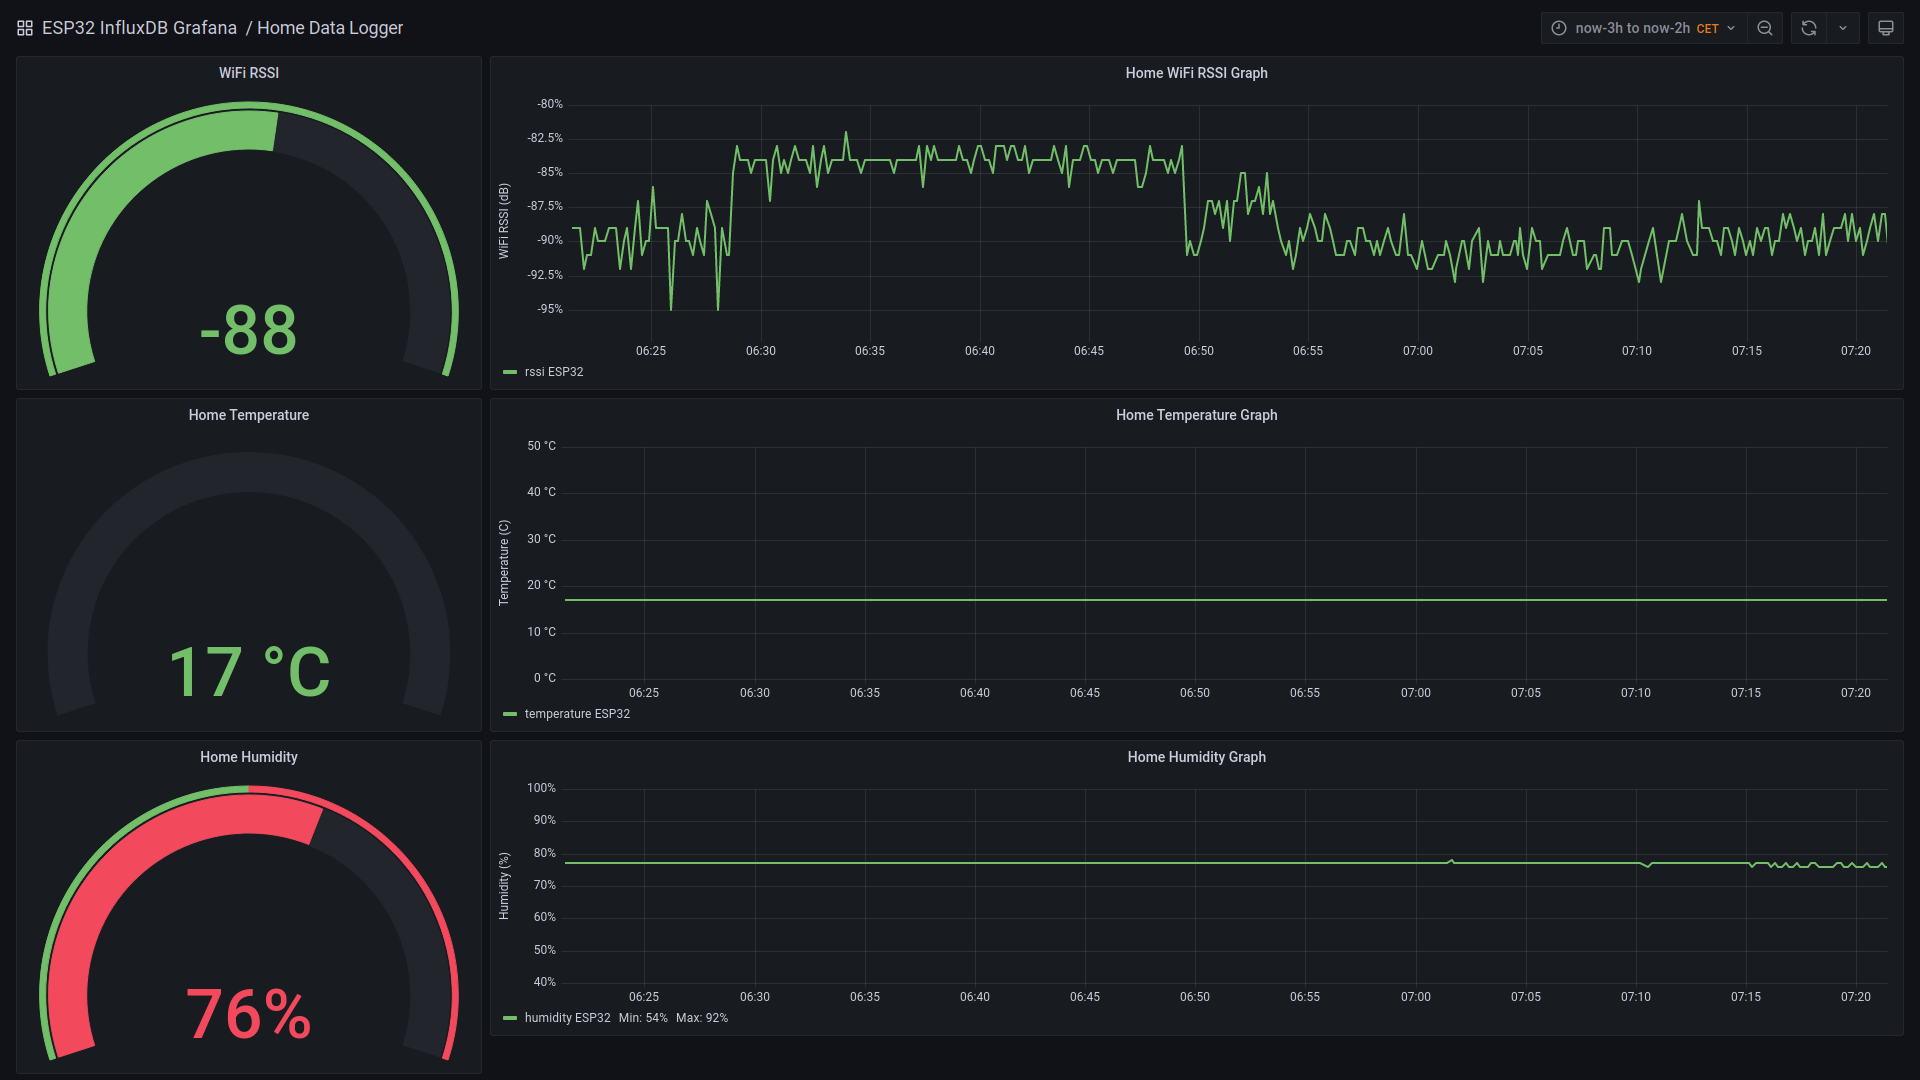 ESP32 InfluxDB Grafana / Home Data Logger
now-3h to now-2h CET
WiFi RSSI
-88
Home WiFi RSSI Graph
WiFi RSSI (dB)
-80%
-82.5%
-85%
-87.5%
-90%
-92.5%
-95%
06:25 06:30 06:35 06:40 06:45 06:50 06:55 07:00 07:05 07:10 07:15 07:20
rssi ESP32
Home Temperature
17 °C
Home Temperature Graph
Temperature (C)
50 °C
40 °C
30 °C
20 °C
10 °C
0 °C
06:25 06:30 06:35 06:40 06:45 06:50 06:55 07:00 07:05 07:10 07:15 07:20
temperature ESP32
Home Humidity
76%
Home Humidity Graph
Humidity (%)
100%
90%
80%
70%
60%
50%
40%
06:25 06:30 06:35 06:40 06:45 06:50 06:55 07:00 07:05 07:10 07:15 07:20
humidity ESP32 Min: 54% Max: 92%